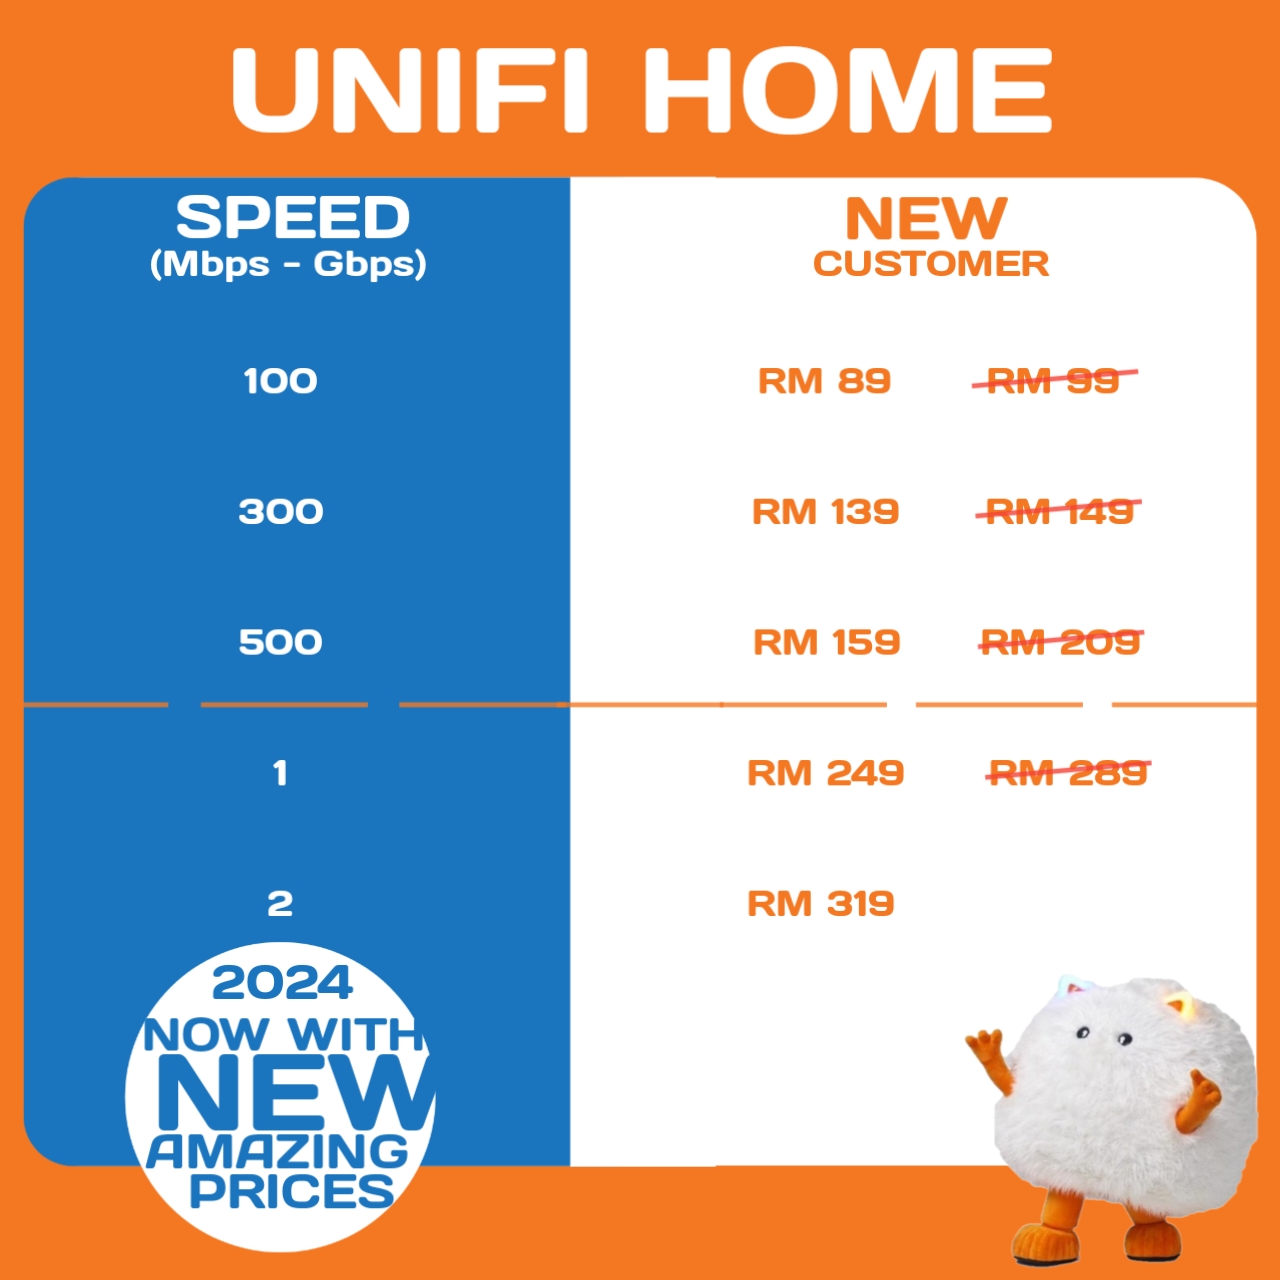 UNIFI HOME
SPEED
(Mbps - Gbps)
NEW
CUSTOMER
100 RM 89 RM 99
300 RM 139 RM 149
500 RM 159 RM 209
1 RM 249 RM 289
2 RM 319
2024
NOW WITH
NEW
AMAZING
PRICES